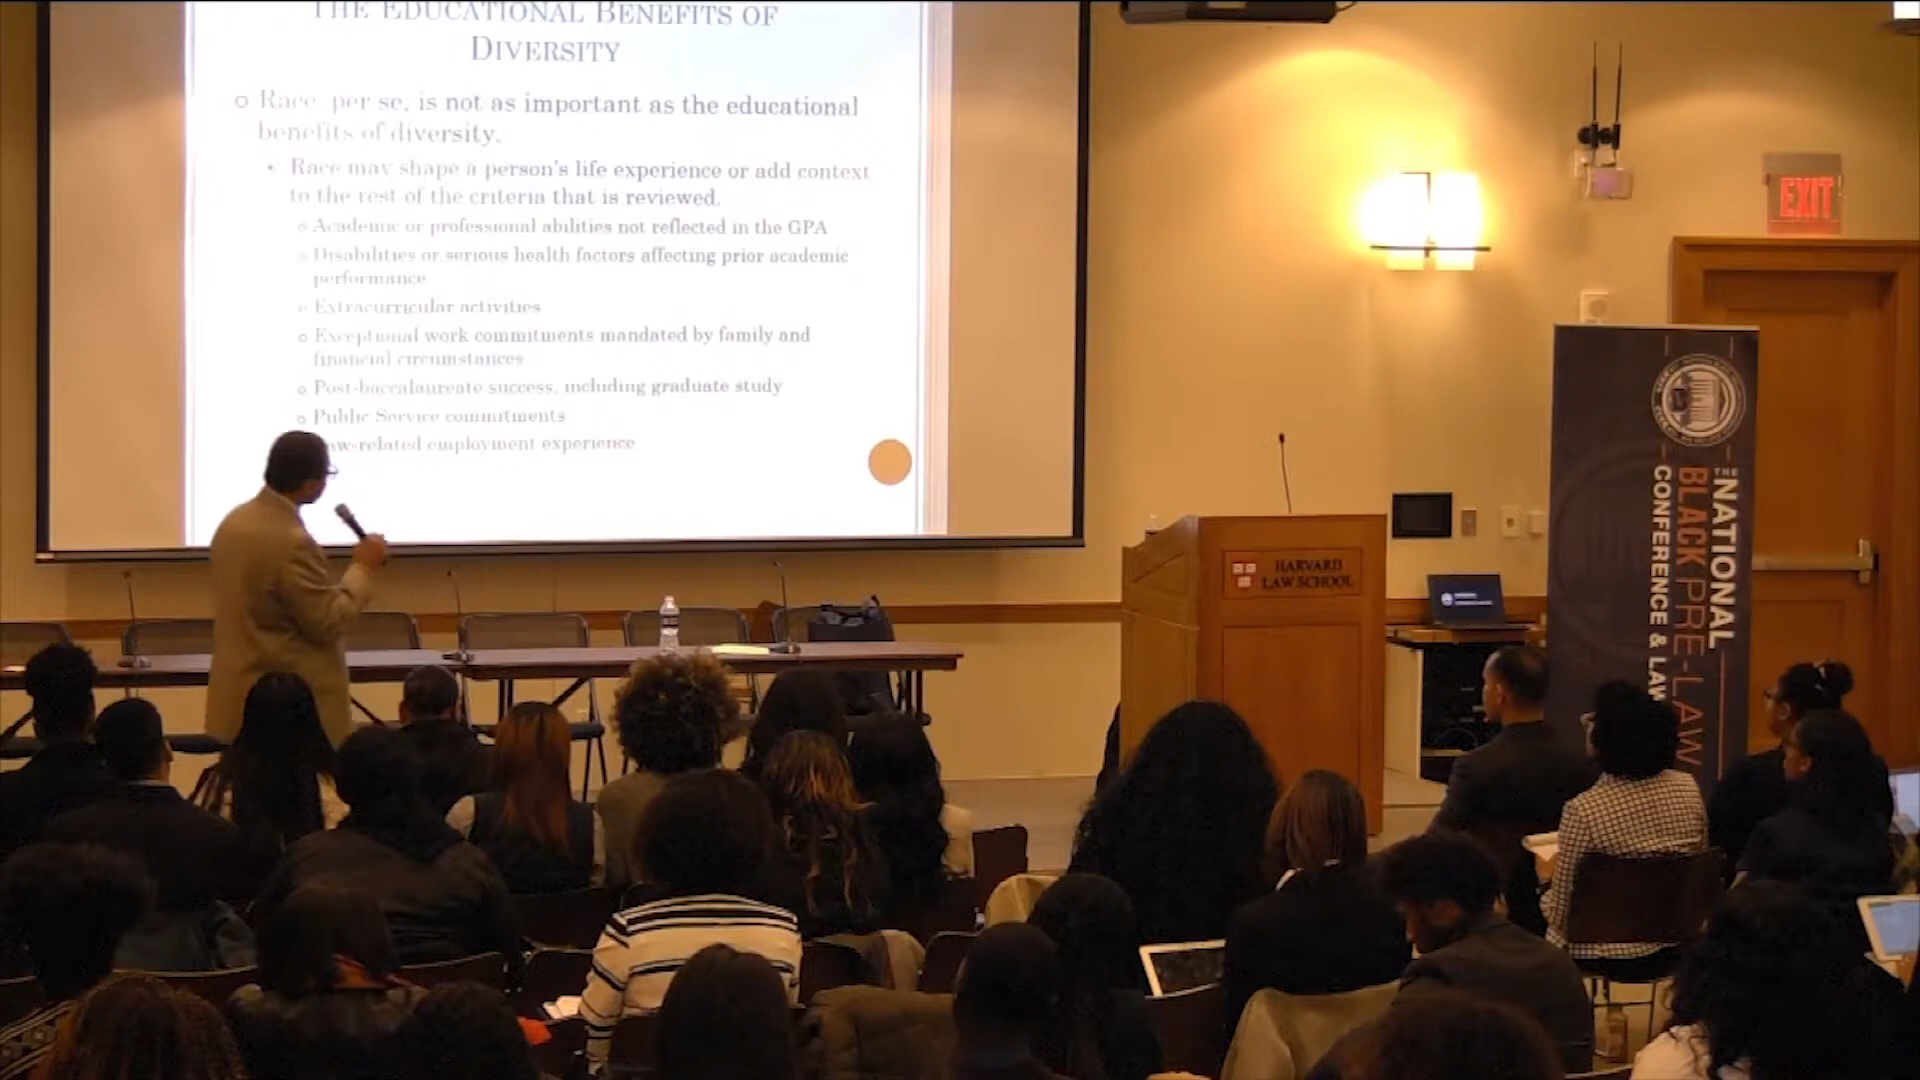 THE EDUCATIONAL BENEFITS OF
DIVERSITY
Race, per se, is not as important as the educational
benefits of diversity.
Race may shape a person's life experience or add context
to the rest of the criteria that is reviewed.
Academic or professional abilities not reflected in the GPA
Disabilities or serious health factors affecting prior academic
performance
Extracurricular activities
Exceptional work commitments mandated by family and
financial circumstances
Post-baccalaureate success, including graduate study
Public Service commitments
-related employment experience
EXIT
HARVARD
LAW SCHOOL
THE NATIONAL
BLACK PRE-LAW
CONFERENCE & LAW